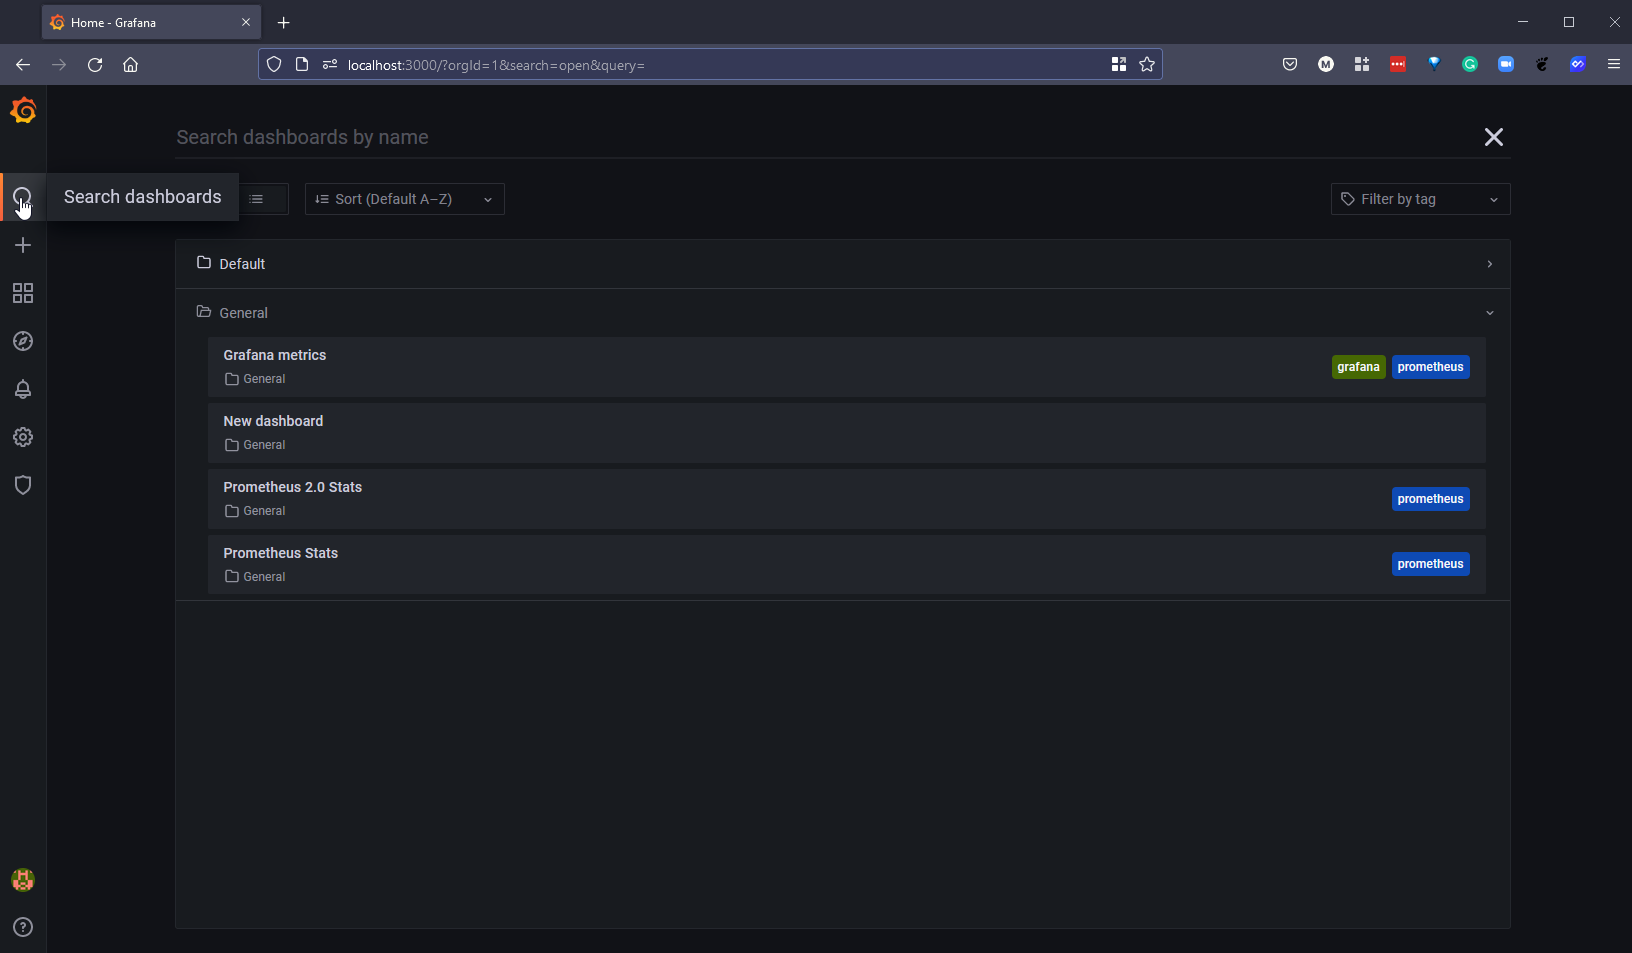 Home - Grafana
localhost:3000/?orgId=1&search=open&query=
M
G
Search dashboards by name
Search dashboards
Sort (Default A–Z)
Filter by tag
Default
General
Grafana metrics
General
grafana
prometheus
New dashboard
General
Prometheus 2.0 Stats
General
prometheus
Prometheus Stats
General
prometheus